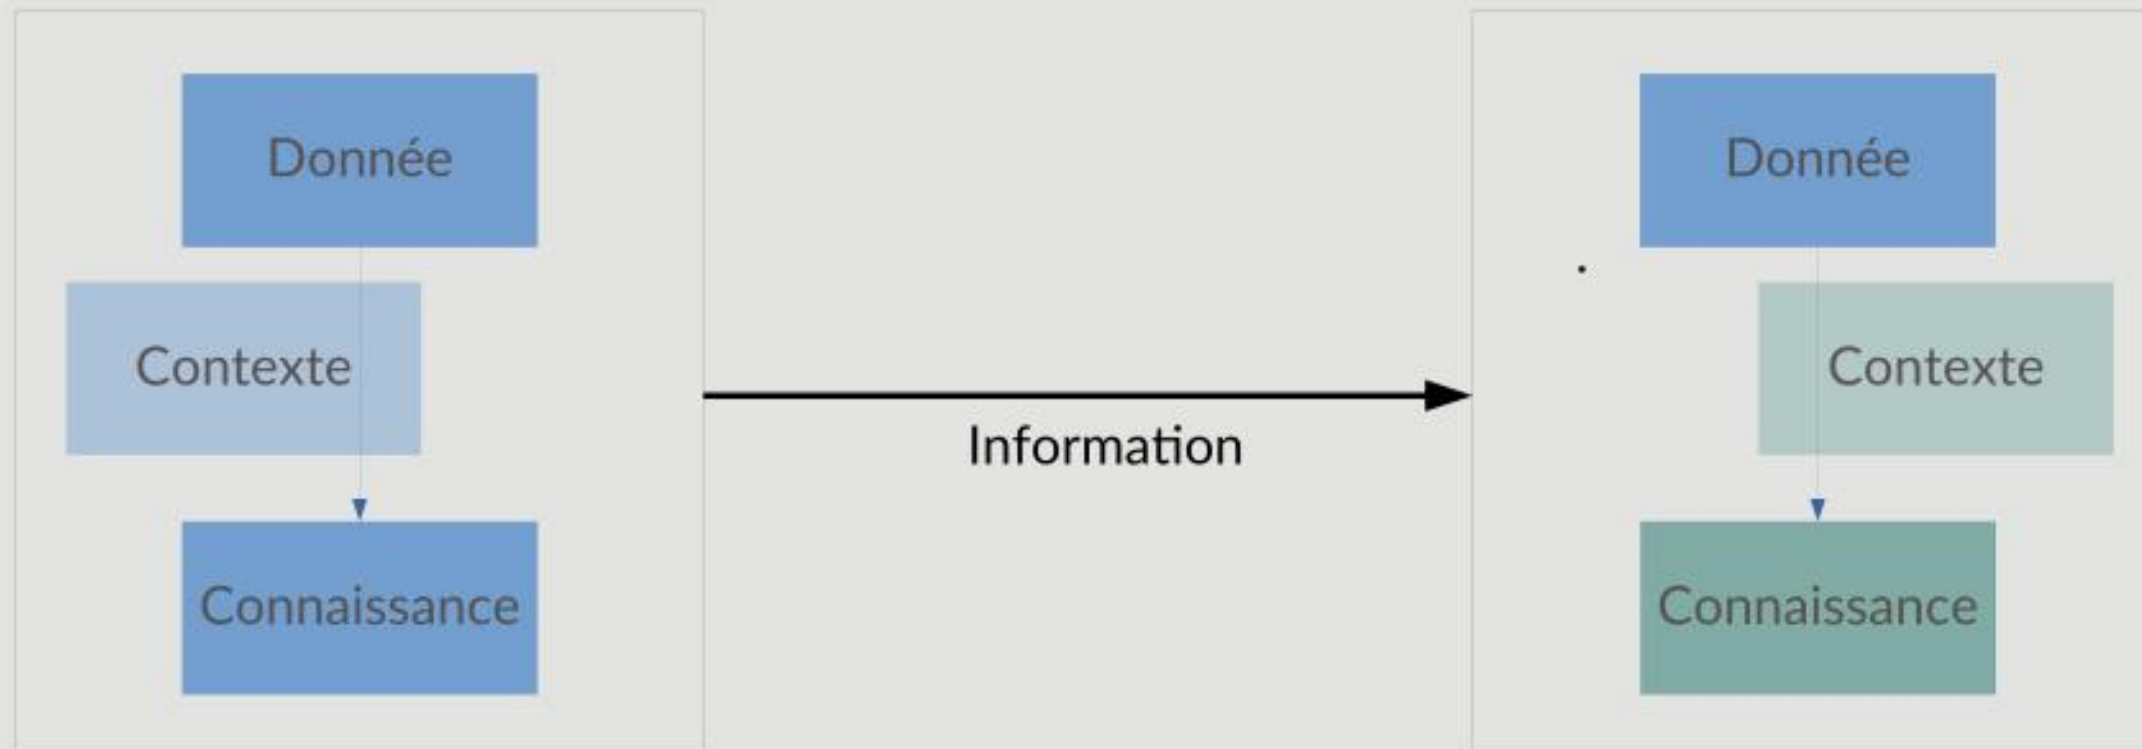 Donnée
Contexte
Connaissance
Information
Donnée
Contexte
Connaissance